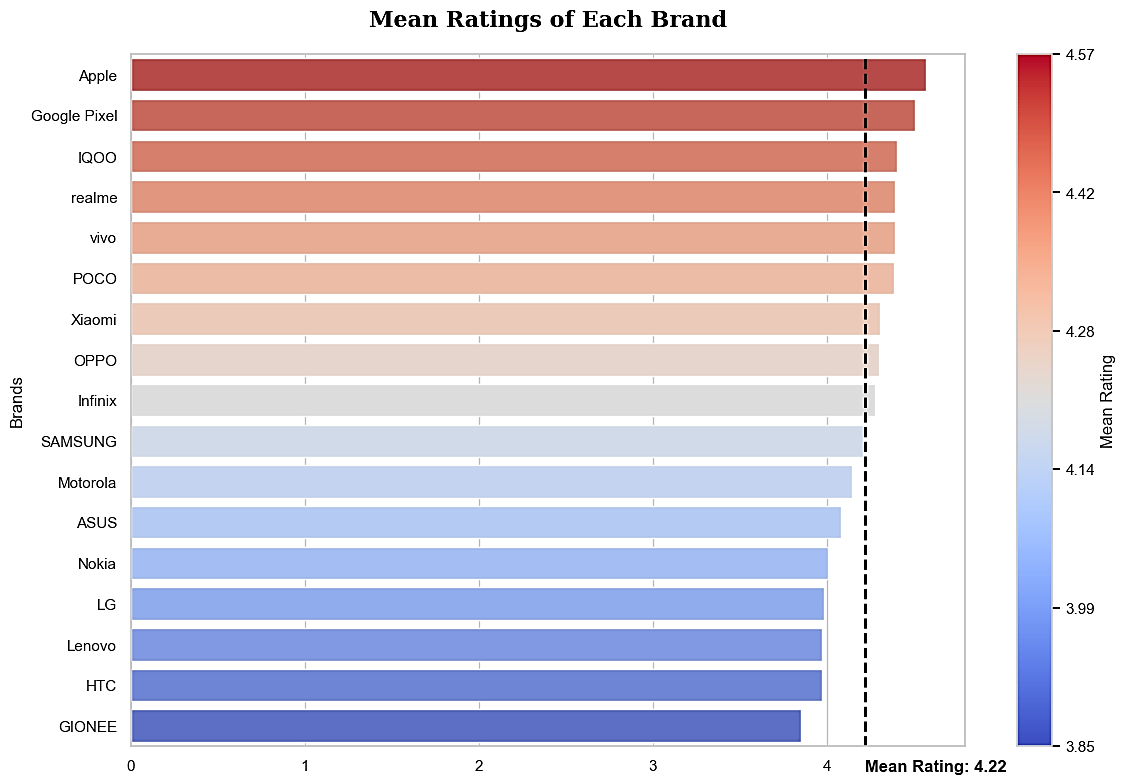 Mean Ratings of Each Brand
Brands
Apple
Google Pixel
IQOO
realme
vivo
POCO
Xiaomi
OPPO
Infinix
SAMSUNG
Motorola
ASUS
Nokia
LG
Lenovo
HTC
GIONEE
0 1 2 3 4
Mean Rating: 4.22
4.57
4.42
4.28
4.14
3.99
3.85
Mean Rating